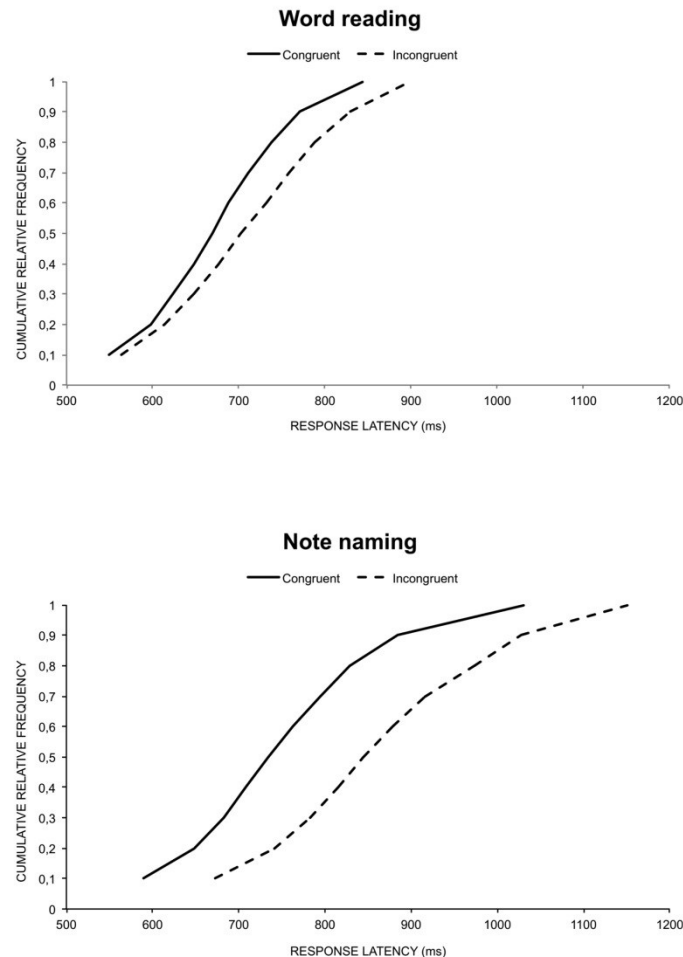 Word reading
Congruent Incongruent
1
0,9
0,8
0,7
0,6
0,5
0,4
0,3
0,2
0,1
0
CUMULATIVE RELATIVE FREQUENCY
500 600 700 800 900 1000 1100 1200
RESPONSE LATENCY (ms)
Note naming
Congruent Incongruent
1
0,9
0,8
0,7
0,6
0,5
0,4
0,3
0,2
0,1
0
CUMULATIVE RELATIVE FREQUENCY
500 600 700 800 900 1000 1100 1200
RESPONSE LATENCY (ms)